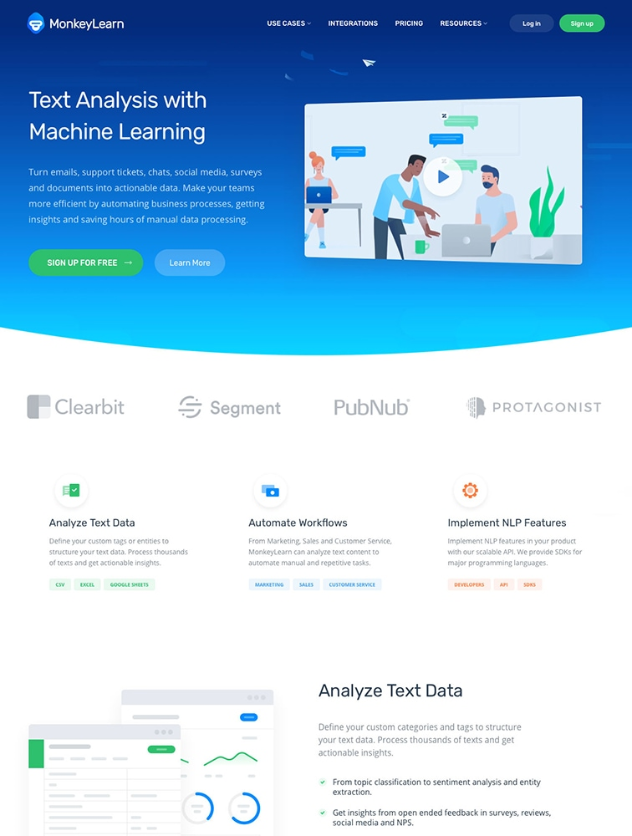 MonkeyLearn
USE CASES
INTEGRATIONS
PRICING
RESOURCES
Log in
Sign up
Text Analysis with
Machine Learning
Turn emails, support tickets, chats, social media, surveys
and documents into actionable data. Make your teams
more efficient by automating business processes, getting
insights and saving hours of manual data processing.
SIGN UP FOR FREE →
Learn More
Clearbit
Segment
PubNub
PROTAGONIST
Analyze Text Data
Define your custom tags or entities to
structure your text data. Process thousands
of texts and get actionable insights.
CSV
EXCEL
GOOGLE SHEETS
Automate Workflows
From Marketing, Sales and Customer Service,
MonkeyLearn can analyze text content to
automate manual and repetitive tasks.
MARKETING
SALES
CUSTOMER SERVICE
Implement NLP Features
Implement NLP features in your product
with our scalable API. We provide SDKs for
major programming languages.
DEVELOPERS
API
SDKS
Analyze Text Data
Define your custom categories and tags to structure
your text data. Process thousands of texts and get
actionable insights.
From topic classification to sentiment analysis and entity
extraction.
Get insights from open ended feedback in surveys, reviews,
social media and NPS.